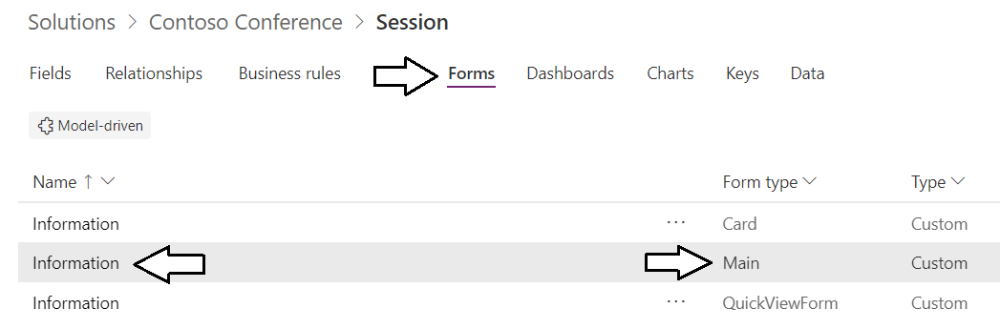 Solutions > Contoso Conference > Session
Fields Relationships Business rules Forms Dashboards Charts Keys Data
Model-driven
Name ↑ Form type Type
Information ... Card Custom
Information Main Custom
Information ... QuickViewForm Custom